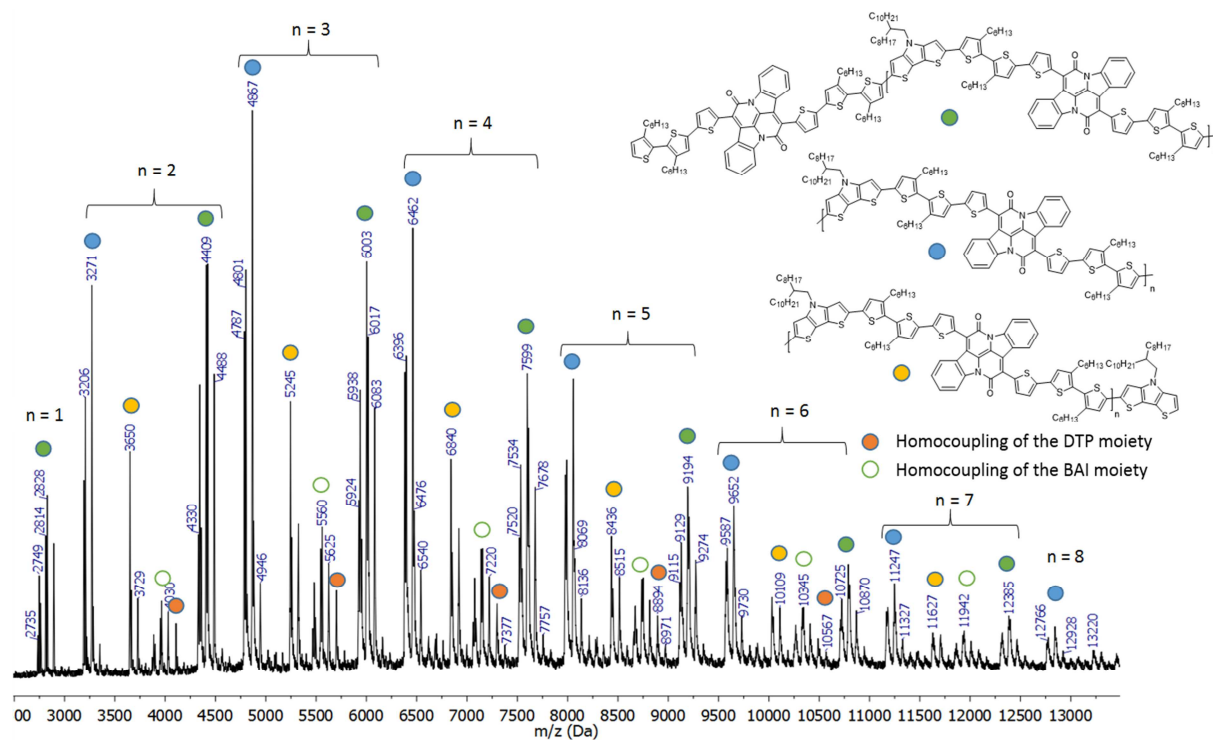 n = 1
n = 2
n = 3
n = 4
n = 5
n = 6
n = 7
n = 8
2735
2749
2814
2828
3206
3271
3650
3729
4030
4330
4409
4488
4787
4801
4867
4946
5245
5560
5625
5924
5938
6003
6017
6083
6396
6462
6476
6540
6840
7220
7377
7520
7534
7599
7678
7757
8069
8136
8436
8515
8894
8971
9115
9129
9194
9274
9587
9652
9730
10109
10345
10567
10725
10870
11247
11327
11627
11942
12385
12766
12928
13220
C10H21
C8H17
N
S
S
C6H13
S
S
C6H13
S
O
N
N
O
S
C6H13
S
S
C6H13
C6H13
S
S
C6H13
S
O
N
N
O
S
C6H13
S
S
C6H13
C8H17
C10H21
N
S
S
C6H13
S
S
C6H13
S
O
N
N
O
S
C6H13
S
S
C6H13
n
C8H17
C10H21
N
S
S
C6H13
S
S
C6H13
S
O
N
N
O
S
C6H13
S
S
C6H13
n
C8H17
C10H21
N
S
S
Homocoupling of the DTP moiety
Homocoupling of the BAI moiety
00 3000 3500 4000 4500 5000 5500 6000 6500 7000 7500 8000 8500 9000 9500 10000 10500 11000 11500 12000 12500 13000
m/z (Da)